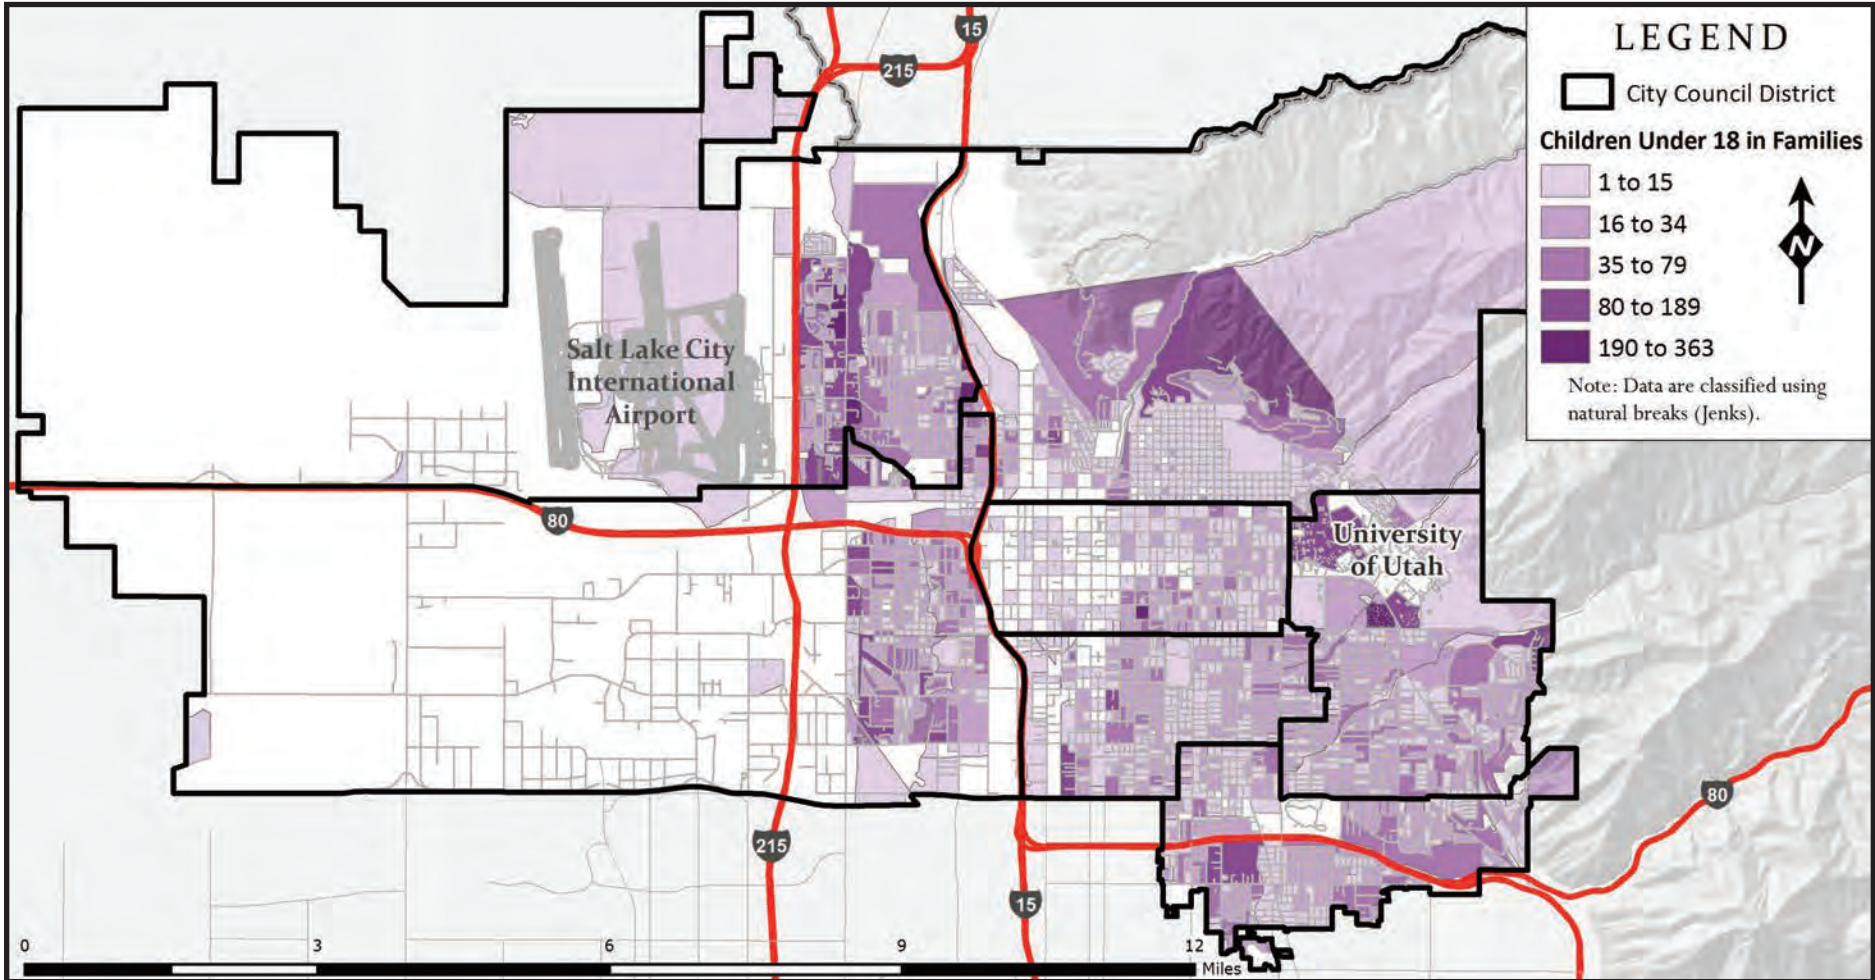 15
215
LEGEND
City Council District
Children Under 18 in Families
1 to 15
16 to 34
35 to 79
80 to 189
190 to 363
N
Note: Data are classified using
natural breaks (Jenks).
Salt Lake City
International
Airport
80
University
of Utah
80
215
15
0 3 6 9 12
Miles